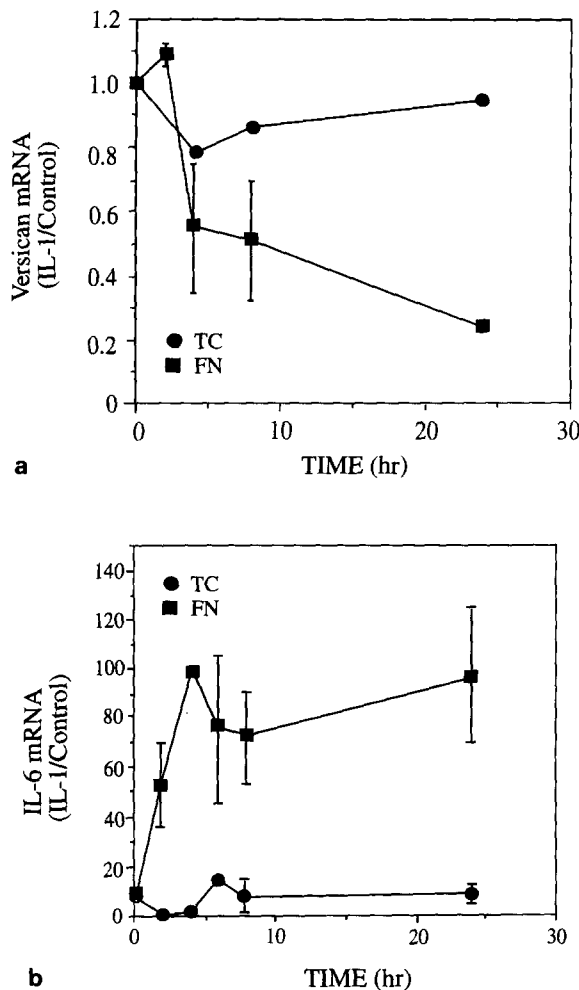 1.2
1.0
0.8
0.6
0.4
0.2
0
Versican mRNA
(IL-1/Control)
TC
FN
0
10
20
30
TIME (hr)
a
140
120
100
80
60
40
20
10
0
IL-6 mRNA
(IL-1/Control)
TC
FN
0
10
20
30
TIME (hr)
b